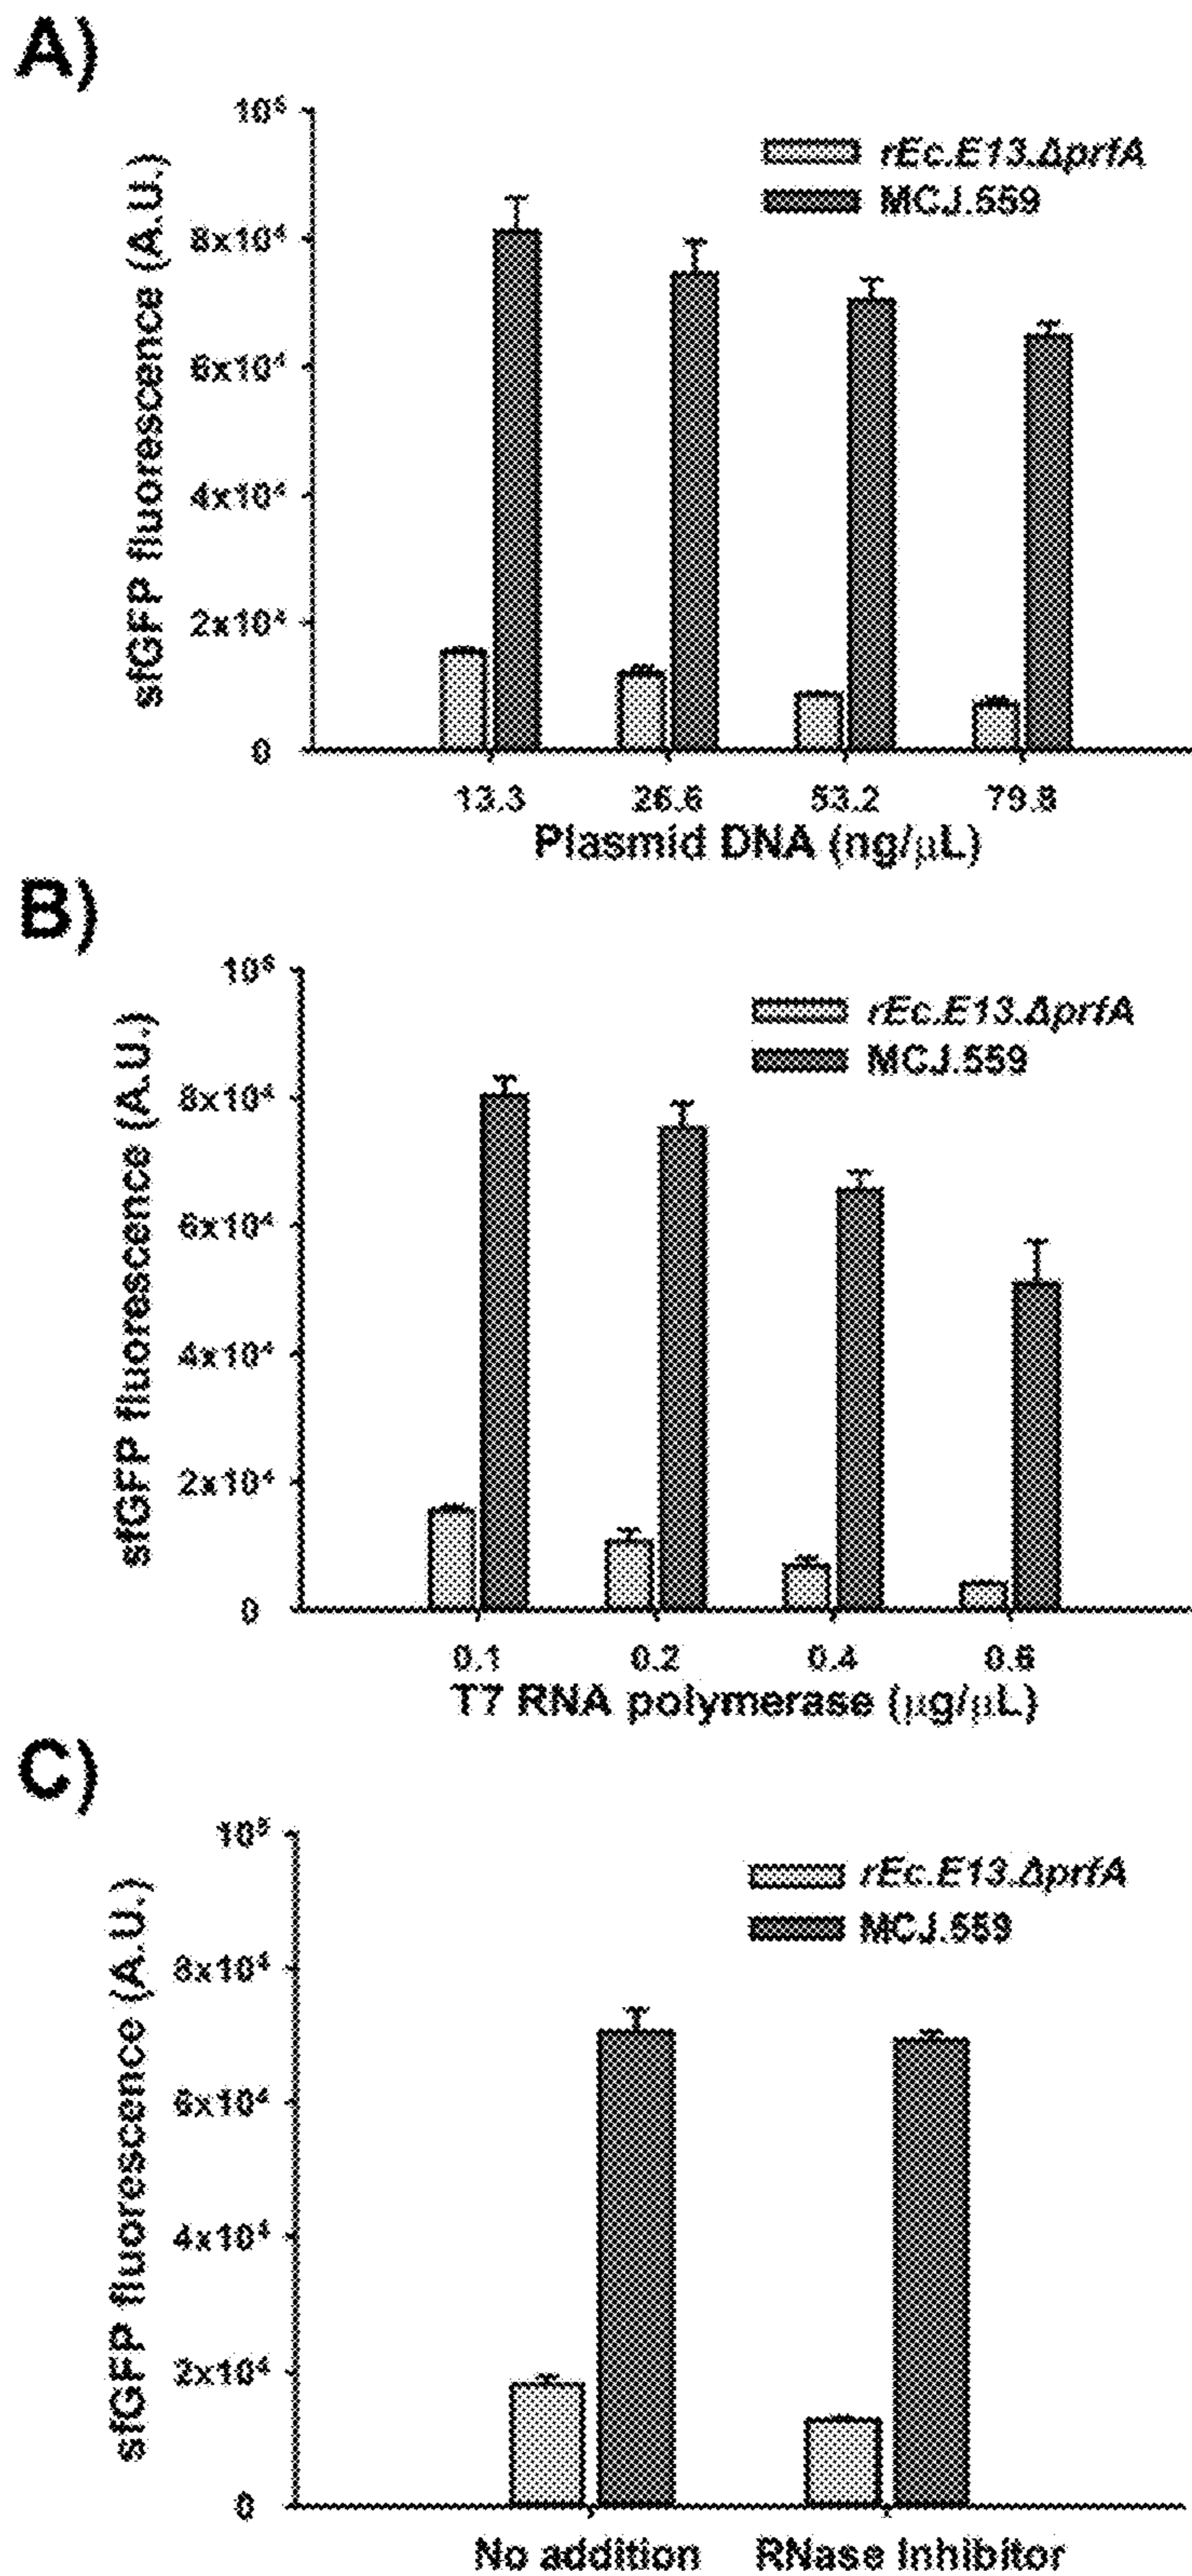 A)
sfGFP fluorescence (A.U.)
10⁵
8x10⁴
6x10⁴
4x10⁴
2x10⁴
0
rEc.E13.ΔprfA
MCJ.559
13.3 26.6 53.2 79.8
Plasmid DNA (ng/μL)
B)
sfGFP fluorescence (A.U.)
10⁵
8x10⁴
6x10⁴
4x10⁴
2x10⁴
0
rEc.E13.ΔprfA
MCJ.559
0.1 0.2 0.4 0.6
T7 RNA polymerase (μg/μL)
C)
sfGFP fluorescence (A.U.)
10⁵
8x10⁴
6x10⁴
4x10⁴
2x10⁴
0
rEc.E13.ΔprfA
MCJ.559
No addition RNase Inhibitor